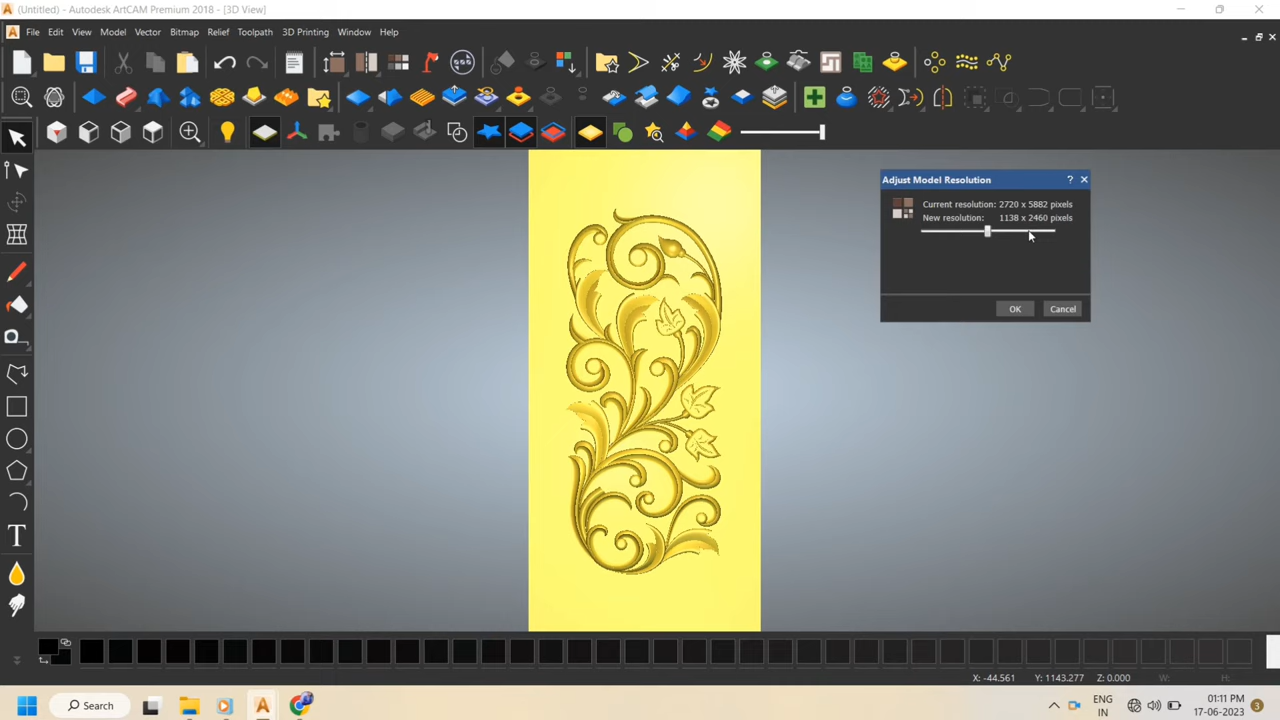 (Untitled) - Autodesk ArtCAM Premium 2018 - [3D View]
File Edit View Model Vector Bitmap Relief Toolpath 3D Printing Window Help
Adjust Model Resolution
Current resolution: 2720 x 5882 pixels
New resolution: 1138 x 2460 pixels
OK Cancel
X: -44.561 Y: 1143.277 Z: 0.000 W: H:
Search
ENG
IN
01:11 PM
17-06-2023
3